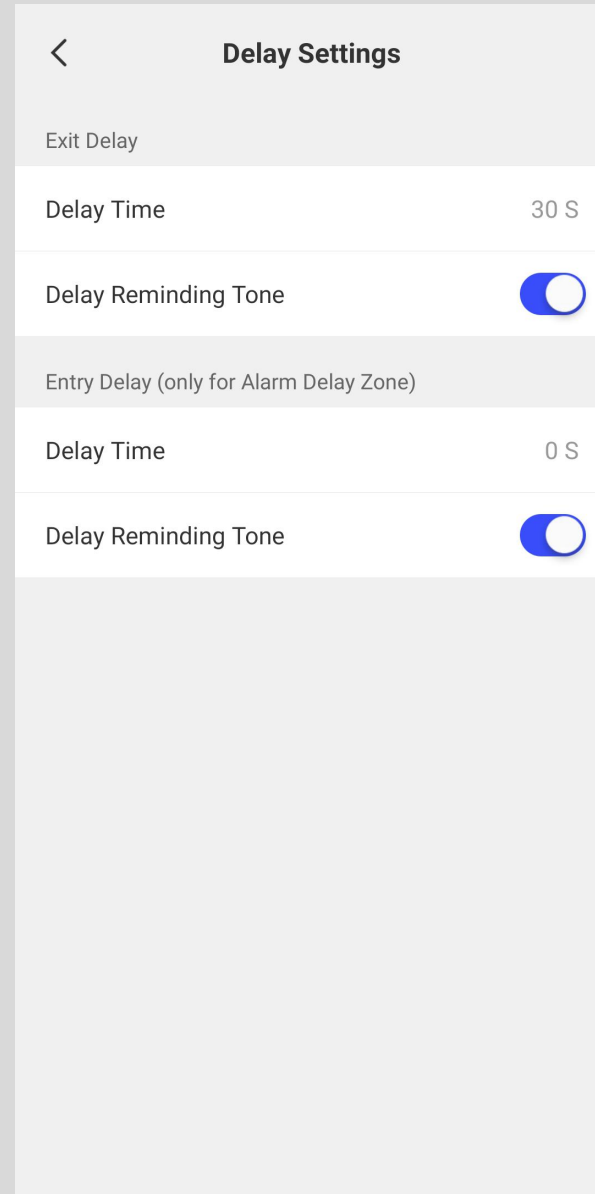 Delay Settings
Exit Delay
Delay Time 30 S
Delay Reminding Tone
Entry Delay (only for Alarm Delay Zone)
Delay Time 0 S
Delay Reminding Tone